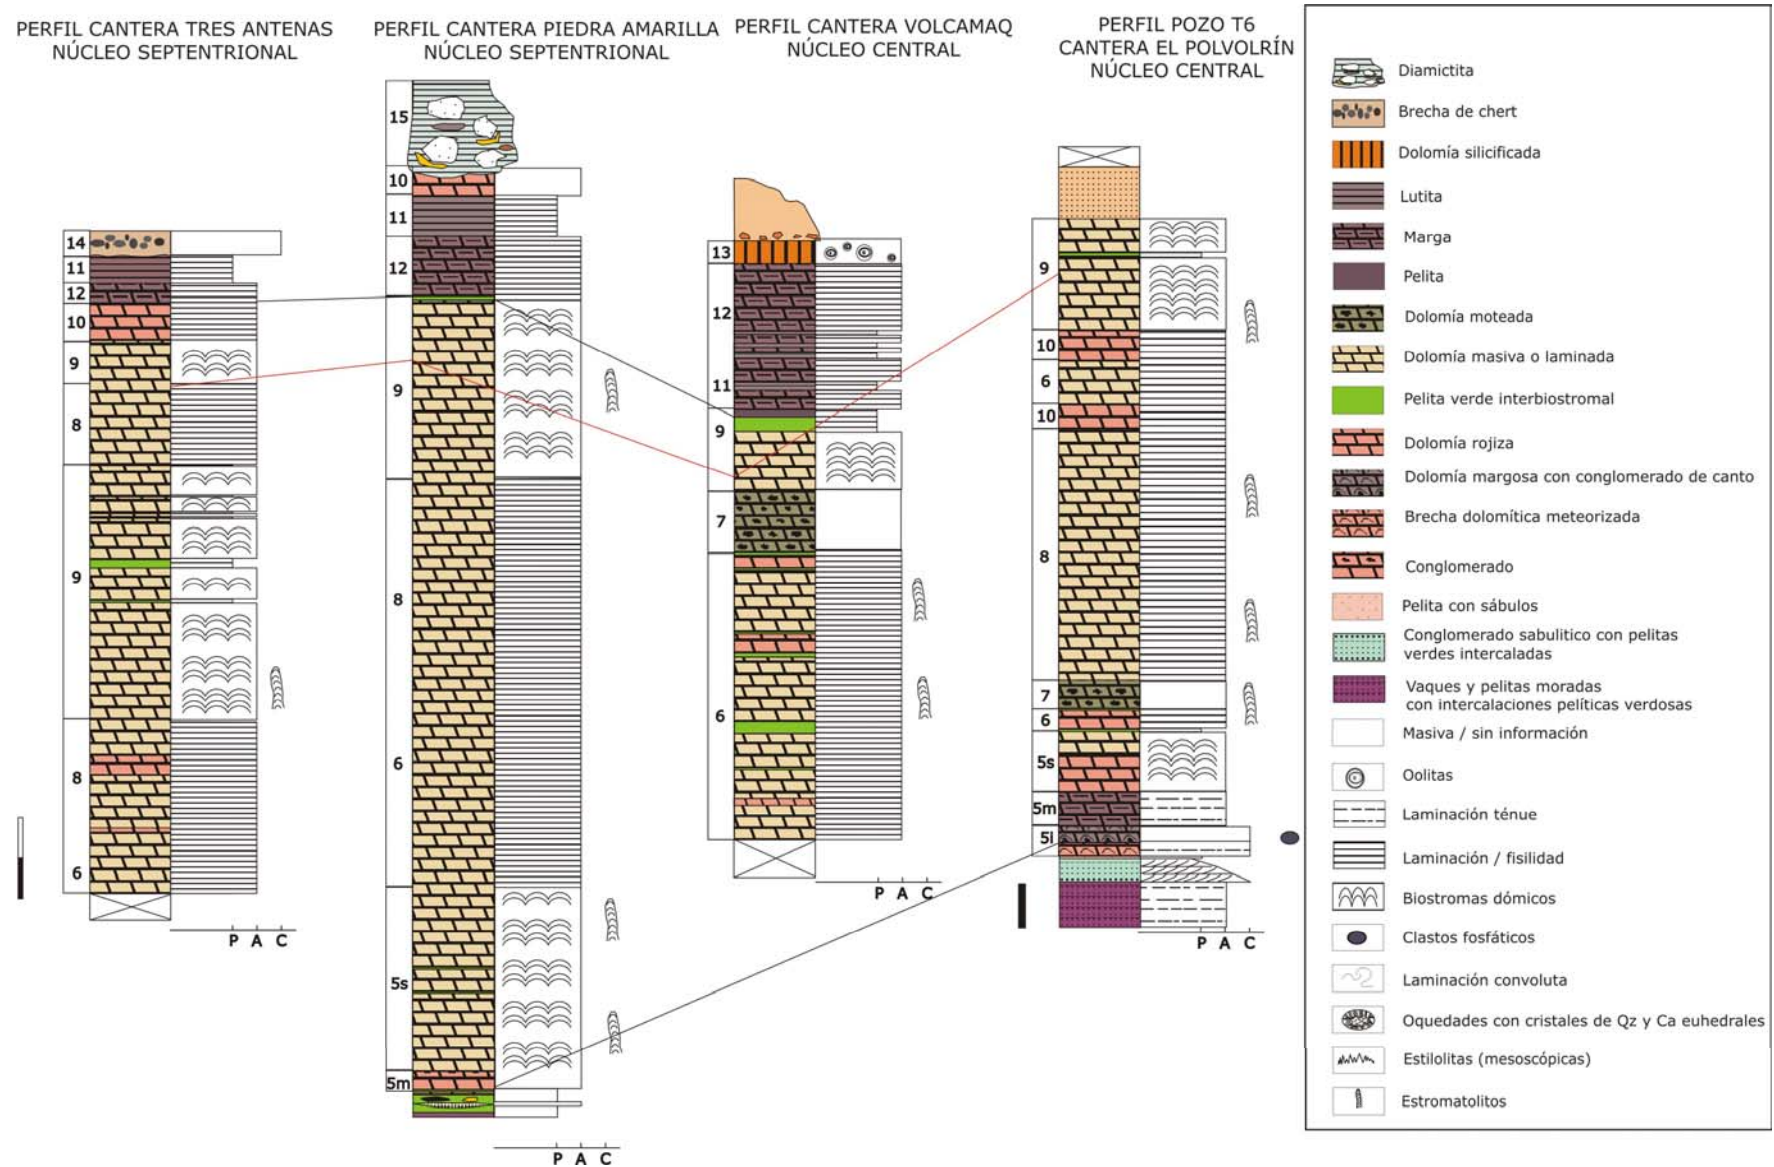 PERFIL CANTERA TRES ANTENAS
NÚCLEO SEPTENTRIONAL
14
11
12
10
9
8
9
8
6
P A C
PERFIL CANTERA PIEDRA AMARILLA
NÚCLEO SEPTENTRIONAL
15
10
11
12
9
8
6
5s
5m
P A C
PERFIL CANTERA VOLCAMAQ
NÚCLEO CENTRAL
13
12
11
9
7
6
P A C
PERFIL POZO T6
CANTERA EL POLVOLRÍN
NÚCLEO CENTRAL
9
10
6
10
8
7
6
5s
5m
5i
P A C
Diamictita
Brecha de chert
Dolomía silicificada
Lutita
Marga
Pelita
Dolomía moteada
Dolomía masiva o laminada
Pelita verde interbiostromal
Dolomía rojiza
Dolomía margosa con conglomerado de canto
Brecha dolomítica meteorizada
Conglomerado
Pelita con sábulos
Conglomerado sabulitico con pelitas
verdes intercaladas
Vaques y pelitas moradas
con intercalaciones pelíticas verdosas
Masiva / sin información
Oolitas
Laminación ténue
Laminación / fisilidad
Biostromas dómicos
Clastos fosfáticos
Laminación convoluta
Oquedades con cristales de Qz y Ca euhedrales
Estilolitas (mesoscópicas)
Estromatolitos